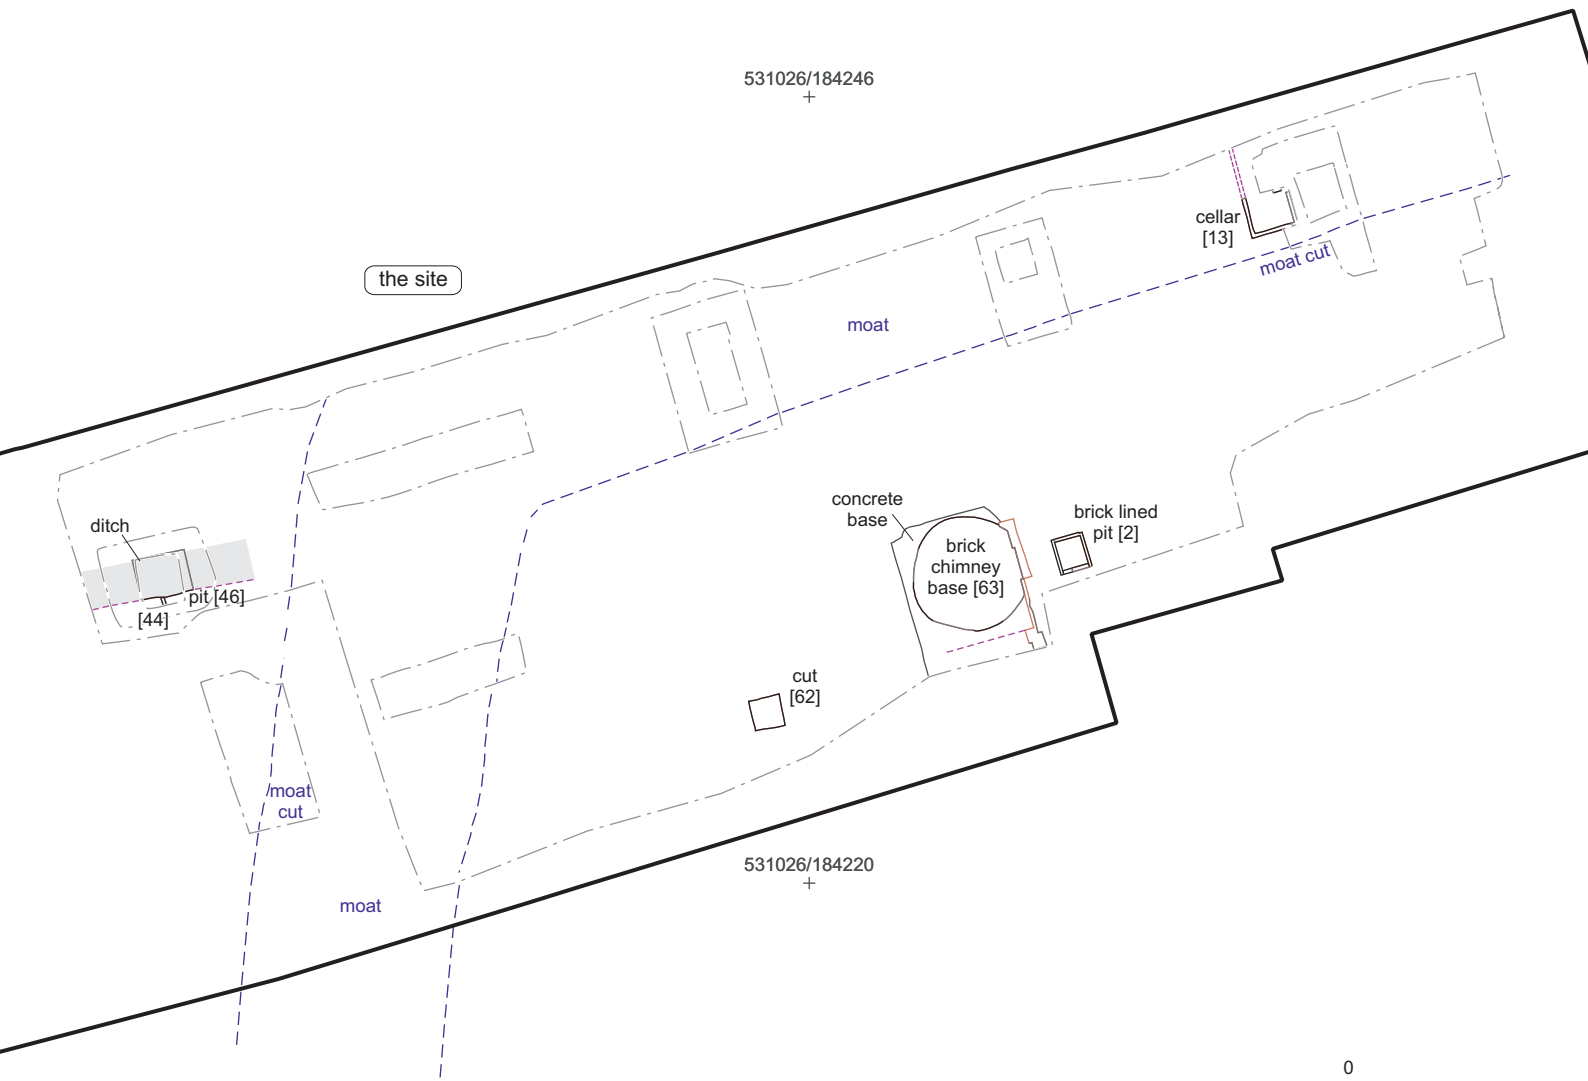 531026/184246
the site
cellar
[13]
moat cut
moat
concrete
base
brick lined
pit [2]
brick
chimney
base [63]
ditch
pit [46]
[44]
cut
[62]
moat
cut
531026/184220
moat
0